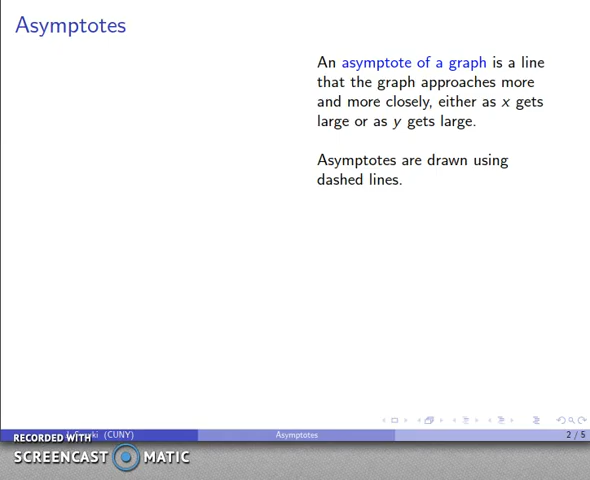 Asymptotes
An asymptote of a graph is a line
that the graph approaches more
and more closely, either as x gets
large or as y gets large.
Asymptotes are drawn using
dashed lines.
(CUNY)
Asymptotes
2 / 5
RECORDED WITH
SCREENCAST MATIC